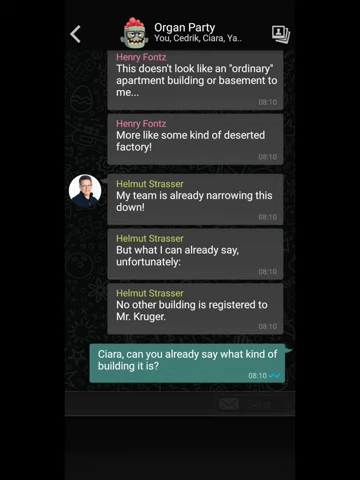 Organ Party
You, Cedrik, Ciara, Ya..
Henry Fontz
This doesn't look like an "ordinary"
apartment building or basement to
me...
08:10
Henry Fontz
More like some kind of deserted
factory!
08:10
Helmut Strasser
My team is already narrowing this
down!
08:10
Helmut Strasser
But what I can already say,
unfortunately:
08:10
Helmut Strasser
No other building is registered to
Mr. Kruger.
08:10
Ciara, can you already say what kind of
building it is?
08:10
Send